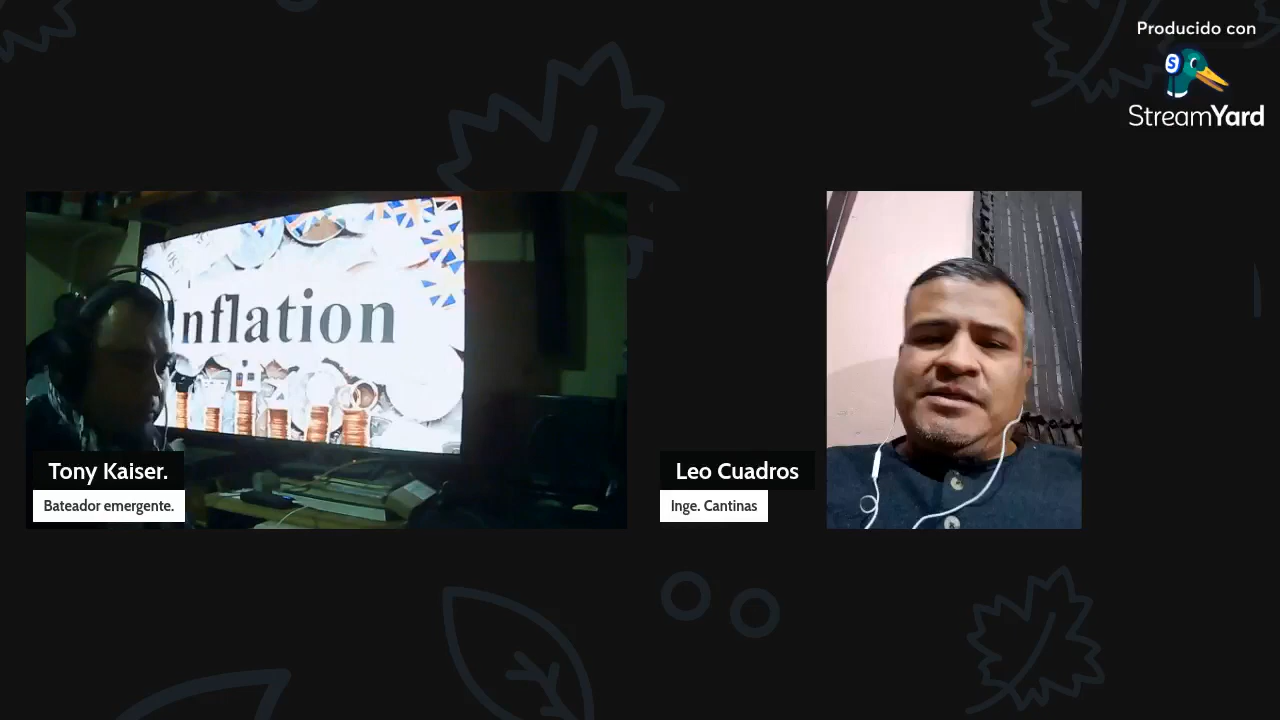 Producido con
StreamYard
nflation
Tony Kaiser.
Bateador emergente.
Leo Cuadros
Inge. Cantinas